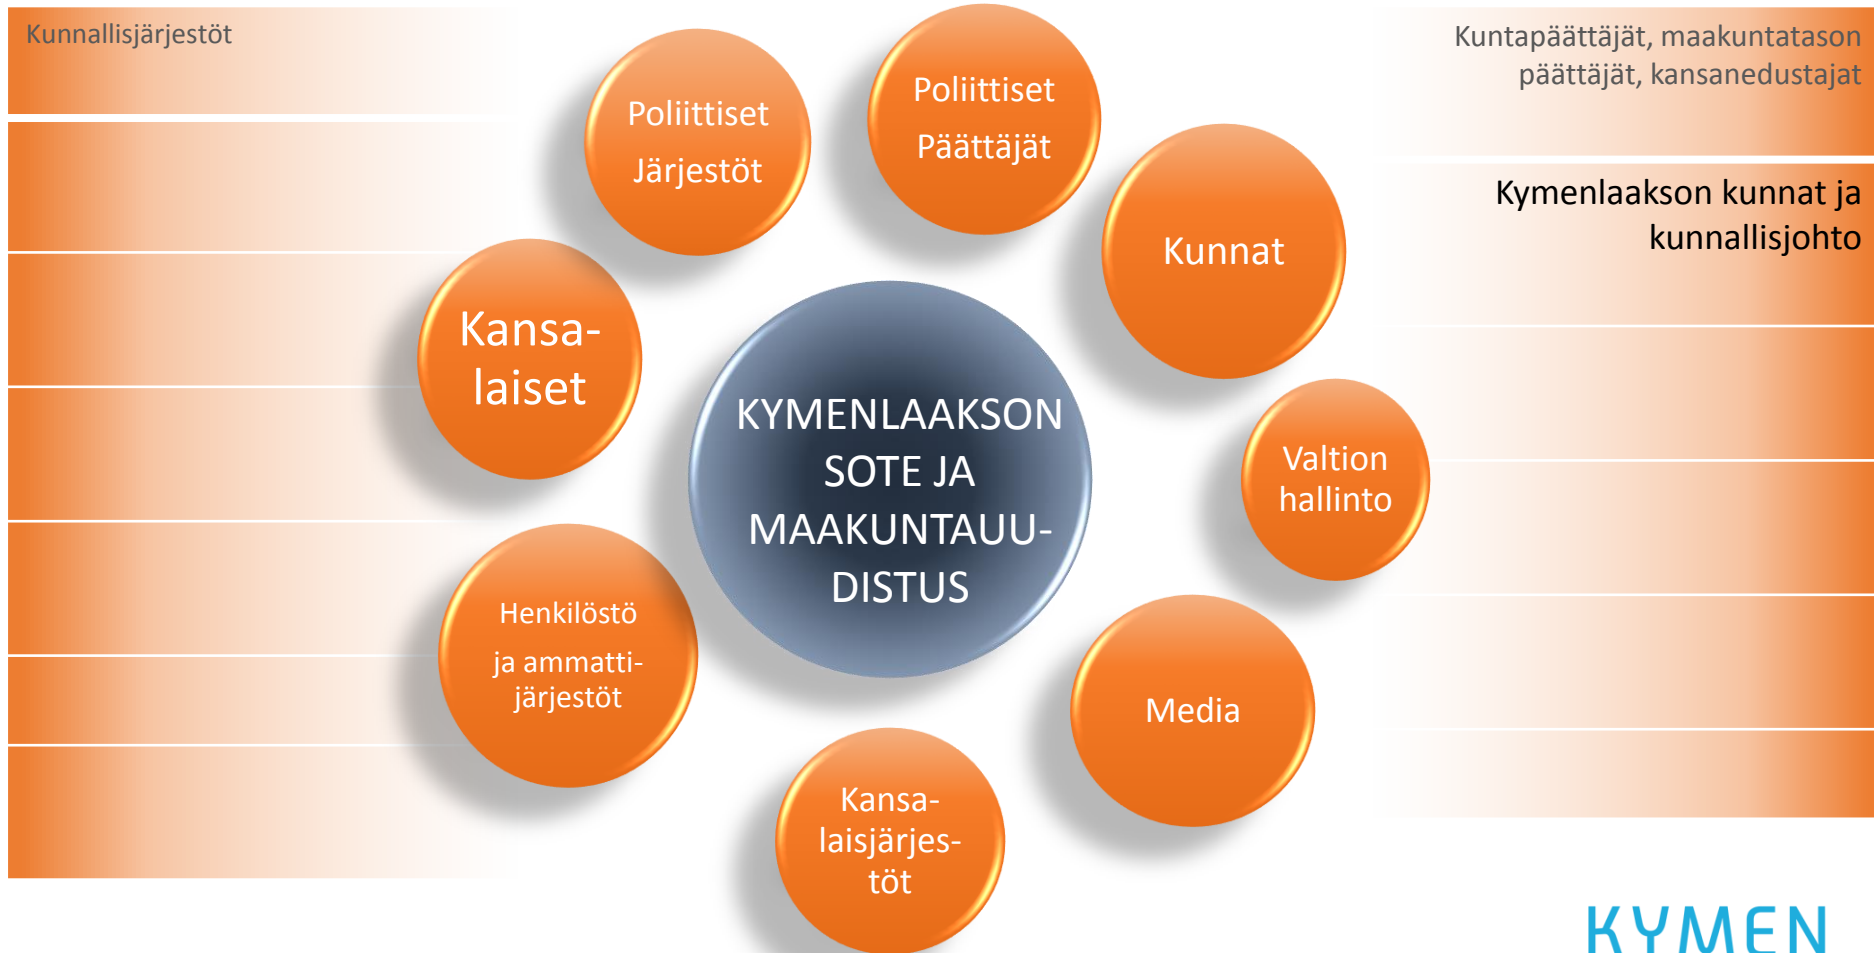 Kunnallisjärjestöt
Kuntapäättäjät, maakuntatason
päättäjät, kansanedustajat
Kymenlaakson kunnat ja
kunnallisjohto
Poliittiset
Järjestöt
Poliittiset
Päättäjät
Kunnat
Kansa-
laiset
KYMENLAAKSON
SOTE JA
MAAKUNTAUU-
DISTUS
Valtion
hallinto
Henkilöstö
ja ammatti-
järjestöt
Media
Kansa-
laisjärjes-
töt
KYMEN